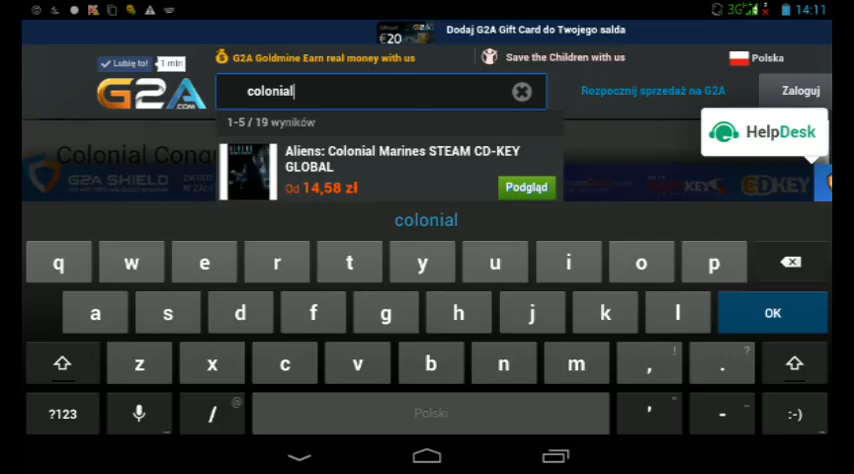 3G
14:11
€20
Dodaj G2A Gift Card do Twojego salda
Lubię to! 1 mln
G2A Goldmine Earn real money with us
Save the Children with us
Polska
G2A
.COM
colonial
Rozpocznij sprzedaż na G2A
Zaloguj
1-5 / 19 wyników
HelpDesk
Colonial Conq
Aliens: Colonial Marines STEAM CD-KEY
GLOBAL
Od 14,58 zł
Podgląd
G2A SHIELD
CDKEY
colonial
q w e r t y u i o p
a s d f g h j k l OK
z x c v b n m , ! . ?
?123 / @ Polski ' " - _ :-)